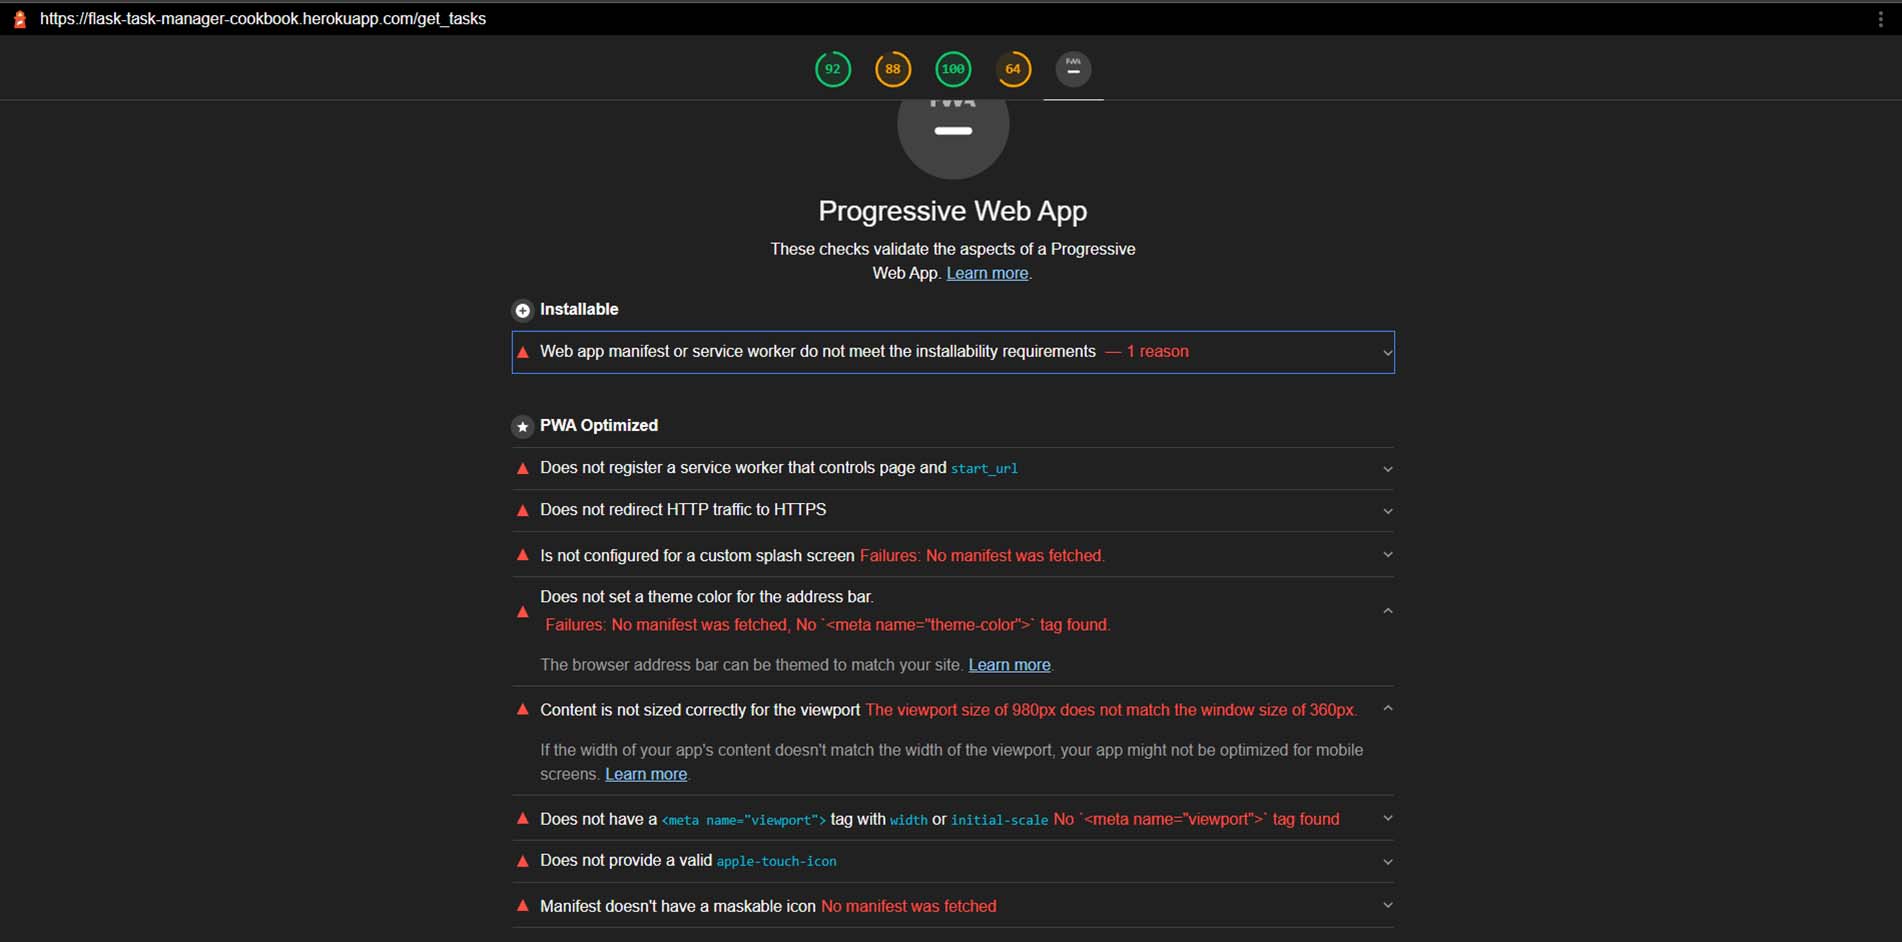 https://flask-task-manager-cookbook.herokuapp.com/get_tasks
92 88 100 64 PWA
PWA
Progressive Web App
These checks validate the aspects of a Progressive
Web App. Learn more.
Installable
Web app manifest or service worker do not meet the installability requirements — 1 reason
PWA Optimized
Does not register a service worker that controls page and start_url
Does not redirect HTTP traffic to HTTPS
Is not configured for a custom splash screen Failures: No manifest was fetched.
Does not set a theme color for the address bar.
Failures: No manifest was fetched, No `<meta name="theme-color">` tag found.
The browser address bar can be themed to match your site. Learn more.
Content is not sized correctly for the viewport The viewport size of 980px does not match the window size of 360px.
If the width of your app's content doesn't match the width of the viewport, your app might not be optimized for mobile
screens. Learn more.
Does not have a <meta name="viewport"> tag with width or initial-scale No `<meta name="viewport">` tag found
Does not provide a valid apple-touch-icon
Manifest doesn't have a maskable icon No manifest was fetched